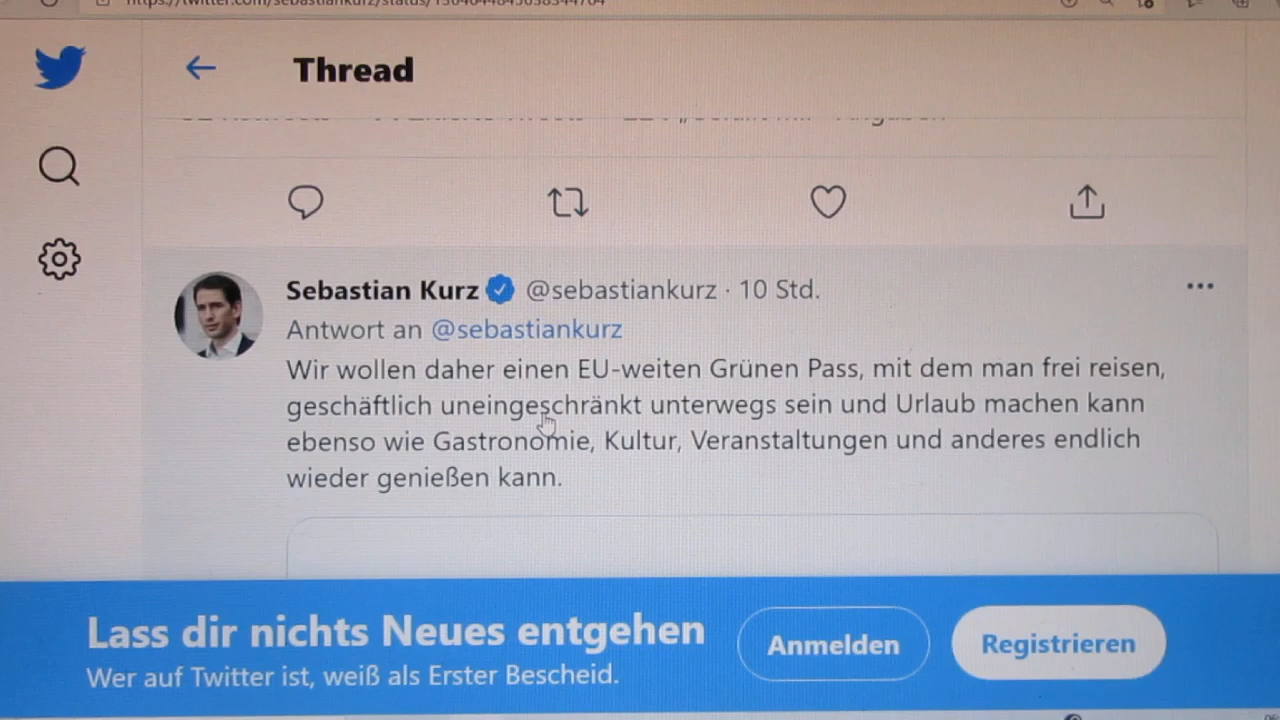 Thread
Sebastian Kurz @sebastiankurz · 10 Std.
Antwort an @sebastiankurz
Wir wollen daher einen EU-weiten Grünen Pass, mit dem man frei reisen,
geschäftlich uneingeschränkt unterwegs sein und Urlaub machen kann
ebenso wie Gastronomie, Kultur, Veranstaltungen und anderes endlich
wieder genießen kann.
Lass dir nichts Neues entgehen
Wer auf Twitter ist, weiß als Erster Bescheid.
Anmelden
Registrieren